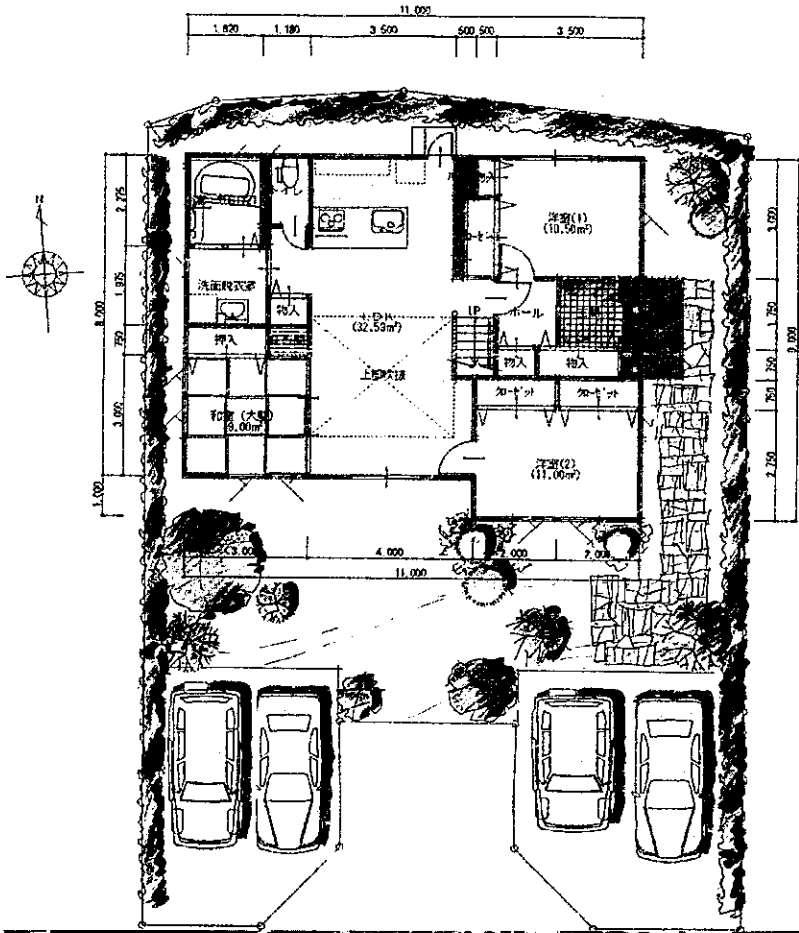 11,000
1,820 1,180 3,500 500 500 3,500
N
2,275
1,975
750
3,000
8,000
1,000
3,000
1,750
750
750
2,750
9,000
洋室(1)
(10.50m²)
洗面脱衣室
物入
(32.50m²)
UP
ホール
押入
物入
物入
上部吹抜
クローゼット
クローゼット
和室(大壁)
9.00m²
洋室(2)
(11.00m²)
3,000 4,000 2,000 2,000
11,000